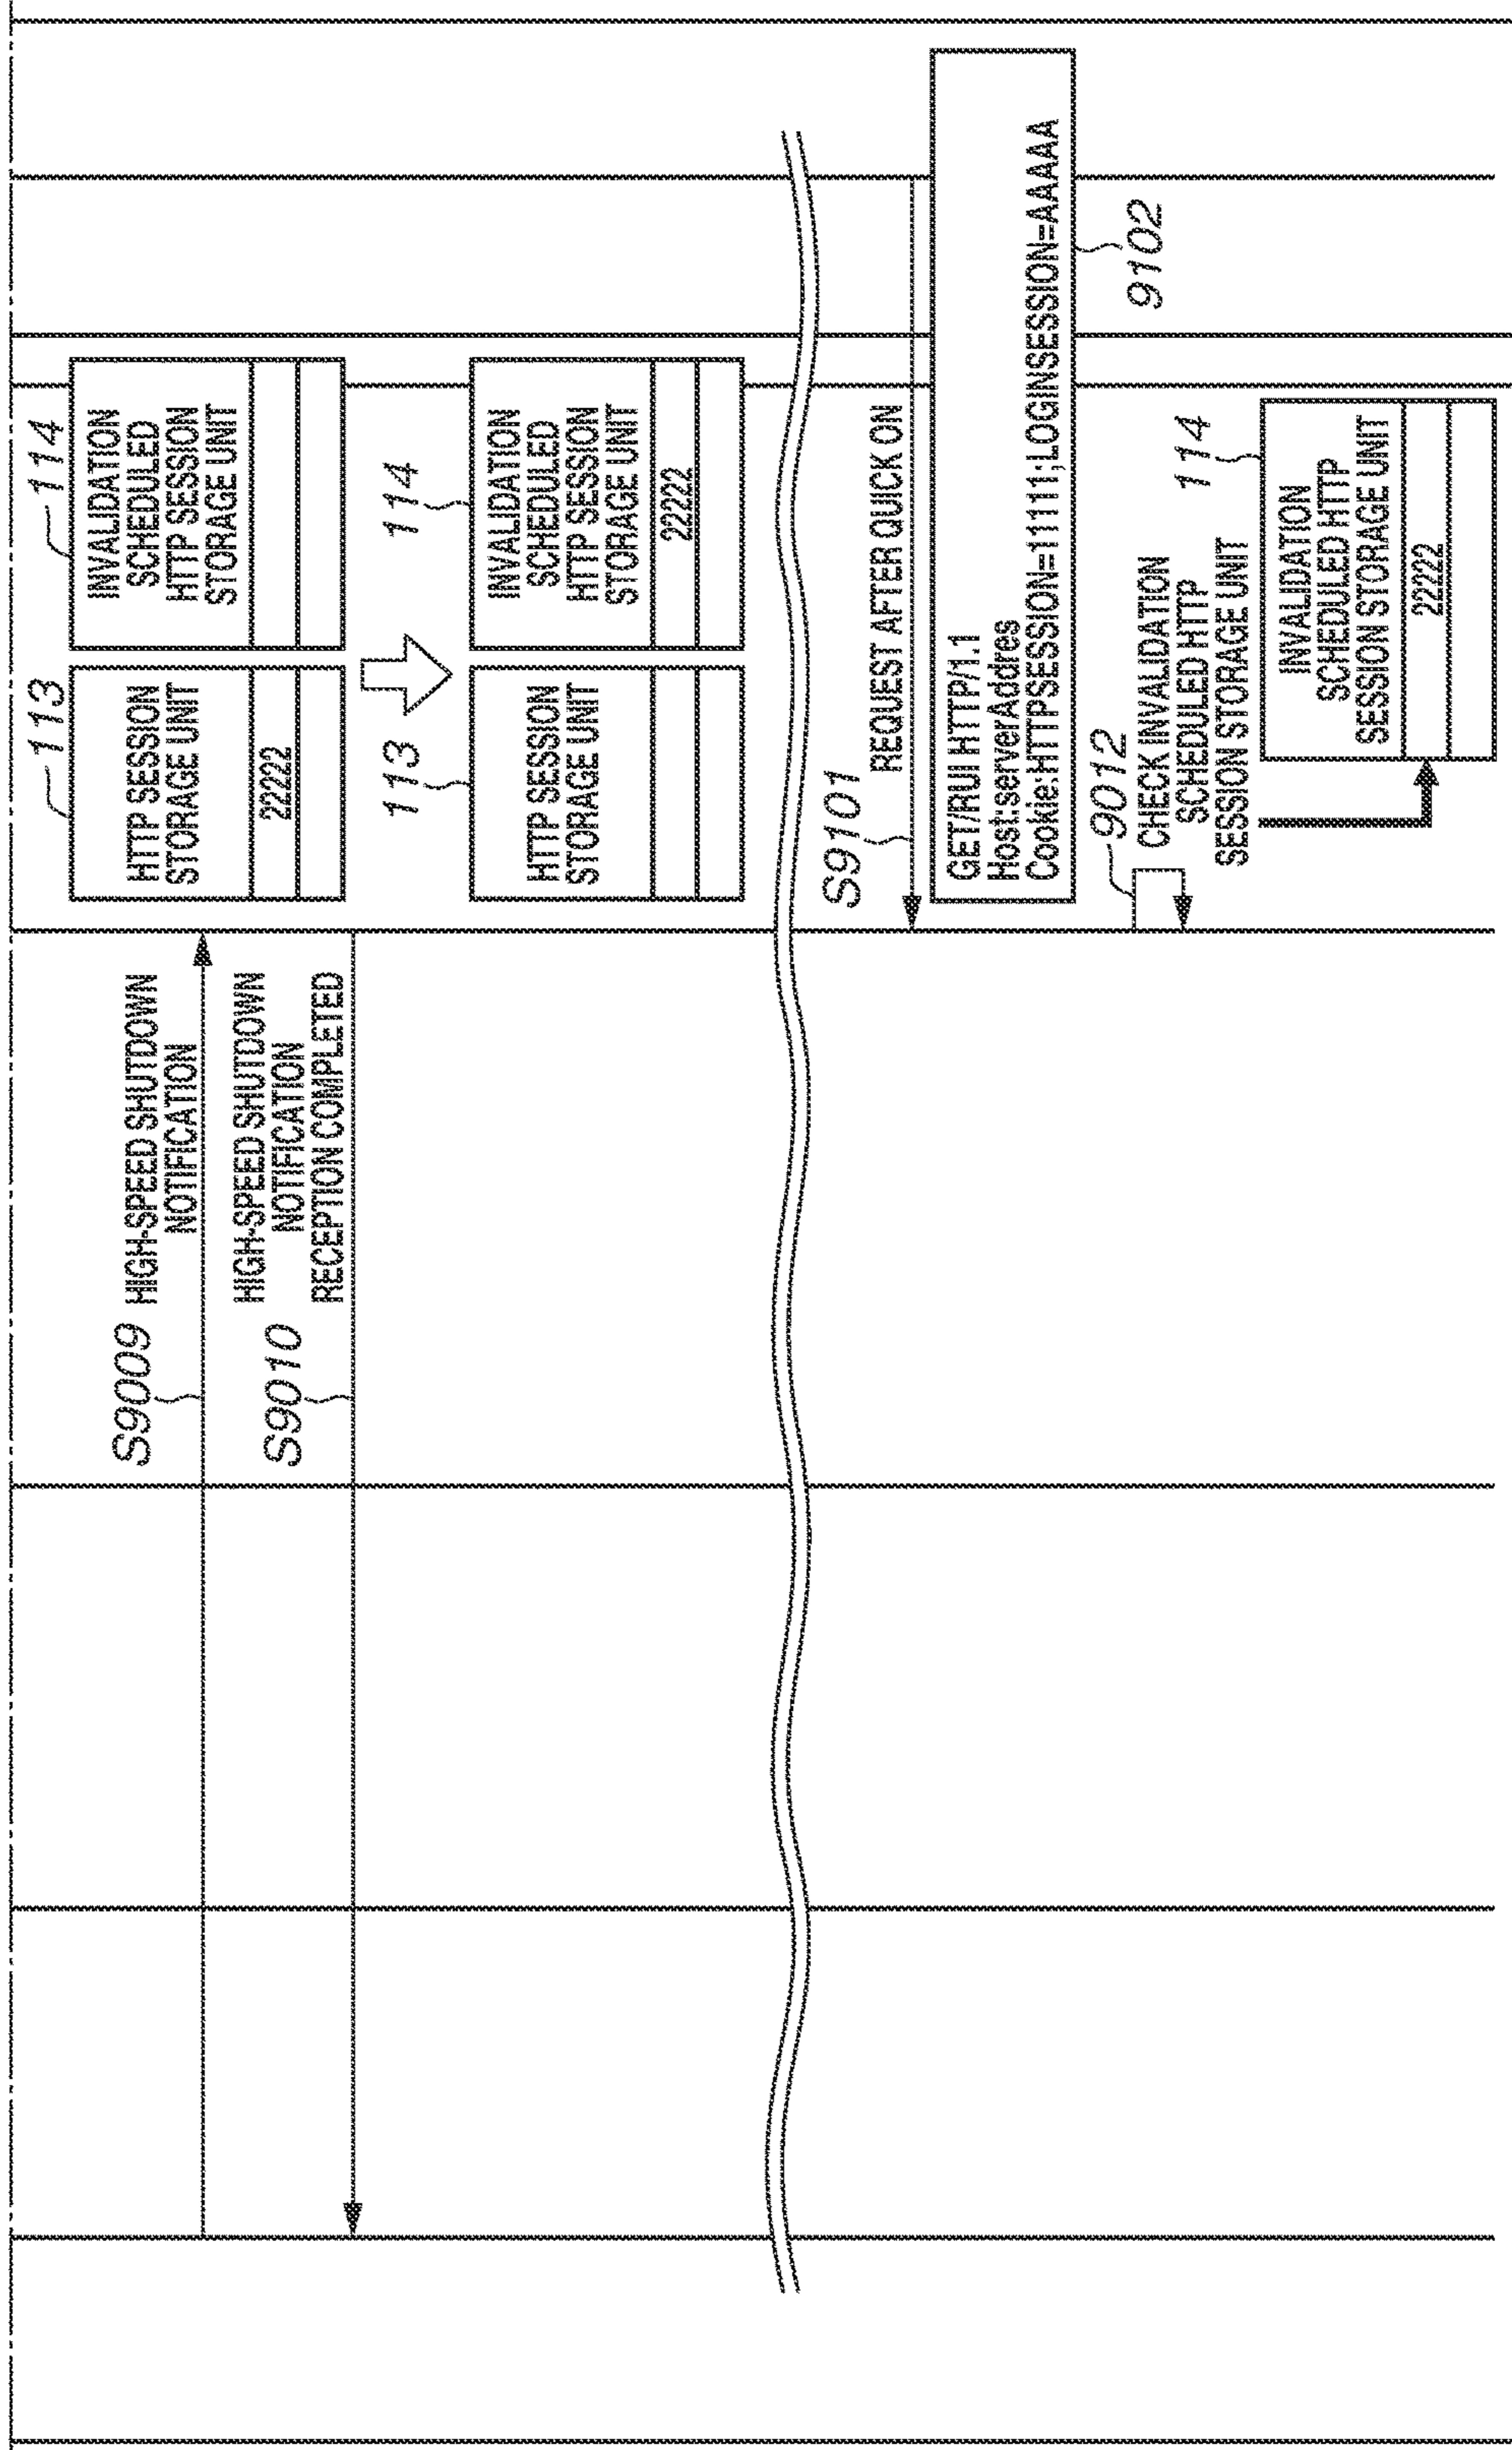 S9009
HIGH-SPEED SHUTDOWN
NOTIFICATION
S9010
HIGH-SPEED SHUTDOWN
NOTIFICATION
RECEPTION COMPLETED
113
HTTP SESSION
STORAGE UNIT
22222
114
INVALIDATION
SCHEDULED
HTTP SESSION
STORAGE UNIT
113
HTTP SESSION
STORAGE UNIT
114
INVALIDATION
SCHEDULED
HTTP SESSION
STORAGE UNIT
22222
S9101
REQUEST AFTER QUICK ON
GET/RUI HTTP/1.1
Host:serverAddres
Cookie:HTTPSESSION=11111;LOGINSESSION=AAAAA
9102
9012
CHECK INVALIDATION
SCHEDULED HTTP
SESSION STORAGE UNIT
114
INVALIDATION
SCHEDULED HTTP
SESSION STORAGE UNIT
22222